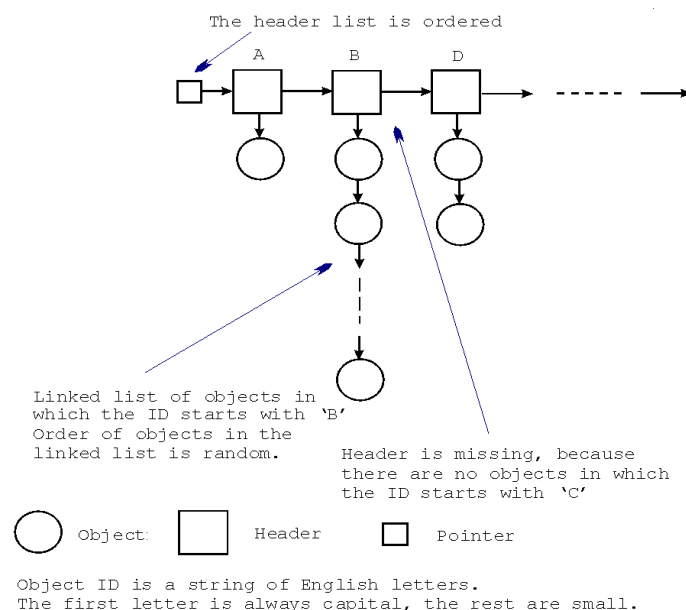 The header list is ordered
A B D
Linked list of objects in
which the ID starts with 'B'
Order of objects in the
linked list is random.
Header is missing, because
there are no objects in which
the ID starts with 'C'
Object: Header Pointer
Object ID is a string of English letters.
The first letter is always capital, the rest are small.